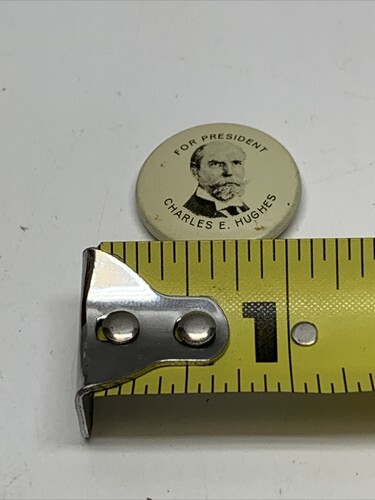 FOR PRESIDENT
CHARLES E. HUGHES
1